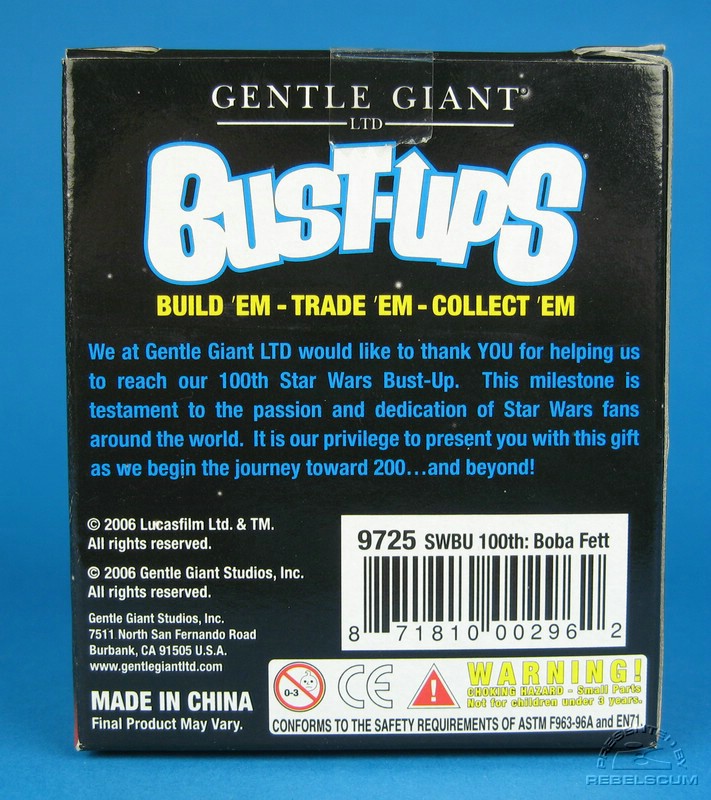 GENTLE GIANT®
LTD
BUST-UPS
BUILD 'EM - TRADE 'EM - COLLECT 'EM
We at Gentle Giant LTD would like to thank YOU for helping us
to reach our 100th Star Wars Bust-Up. This milestone is
testament to the passion and dedication of Star Wars fans
around the world. It is our privilege to present you with this gift
as we begin the journey toward 200...and beyond!
© 2006 Lucasfilm Ltd. & TM.
All rights reserved.
© 2006 Gentle Giant Studios, Inc.
All rights reserved.
Gentle Giant Studios, Inc.
7511 North San Fernando Road
Burbank, CA 91505 U.S.A.
www.gentlegiantltd.com
MADE IN CHINA
Final Product May Vary.
9725 SWBU 100th: Boba Fett
8 71810 00296 2
0-3
CE
WARNING!
CHOKING HAZARD - Small Parts
Not for children under 3 years.
CONFORMS TO THE SAFETY REQUIREMENTS OF ASTM F963-96A and EN71.
PRESENTED BY
REBELSCUM